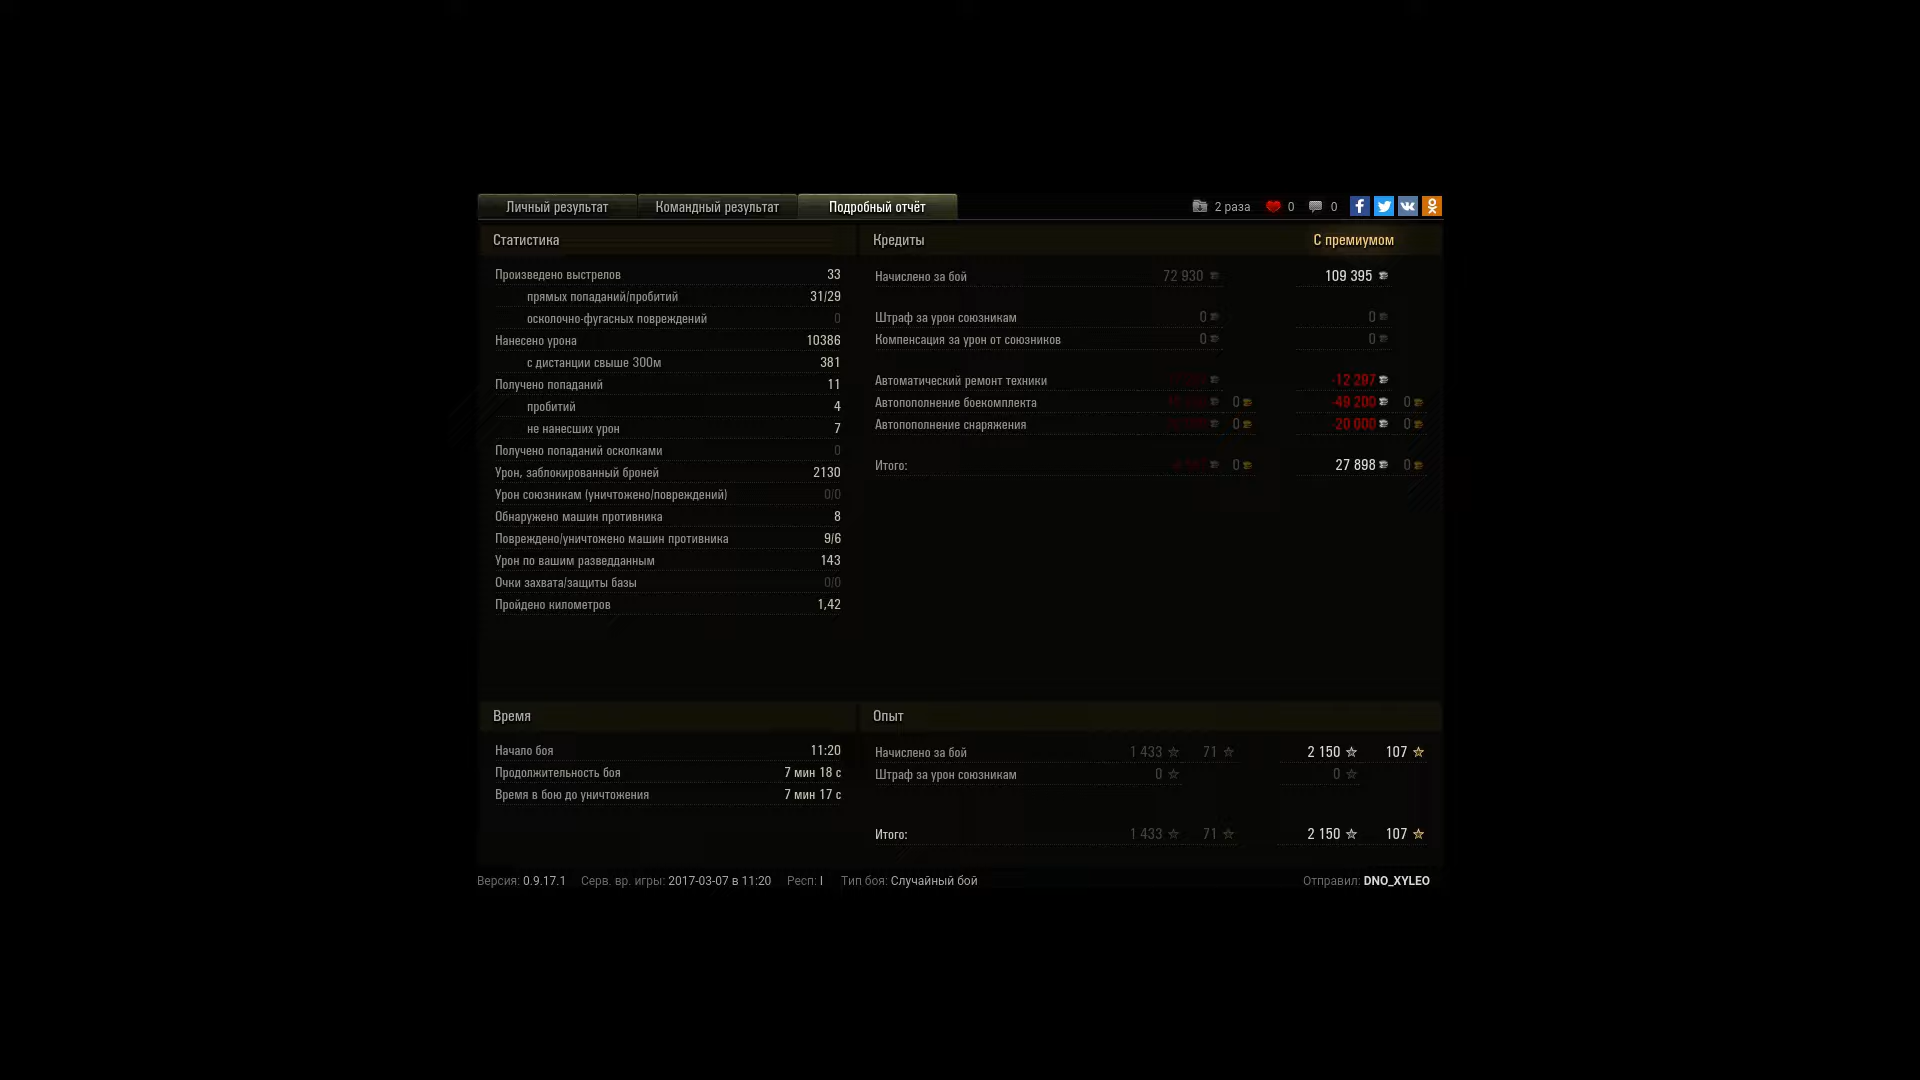 Личный результат Командный результат Подробный отчёт 2 раза 0 0
Статистика
Произведено выстрелов 33
прямых попаданий/пробитий 31/29
осколочно-фугасных повреждений 0
Нанесено урона 10386
с дистанции свыше 300м 381
Получено попаданий 11
пробитий 4
не нанесших урон 7
Получено попаданий осколками 0
Урон, заблокированный броней 2130
Урон союзникам (уничтожено/повреждений) 0/0
Обнаружено машин противника 8
Повреждено/уничтожено машин противника 9/6
Урон по вашим разведданным 143
Очки захвата/защиты базы 0/0
Пройдено километров 1,42
Кредиты С премиумом
Начислено за бой 72 930 109 395
Штраф за урон союзникам 0 0
Компенсация за урон от союзников 0 0
Автоматический ремонт техники -12 297
Автопополнение боекомплекта 0 -49 200 0
Автопополнение снаряжения 0 -20 000 0
Итого: 0 27 898 0
Время
Начало боя 11:20
Продолжительность боя 7 мин 18 с
Время в бою до уничтожения 7 мин 17 с
Опыт
Начислено за бой 1 433 71 2 150 107
Штраф за урон союзникам 0 0
Итого: 1 433 71 2 150 107
Версия: 0.9.17.1 Серв. вр. игры: 2017-03-07 в 11:20 Респ: I Тип боя: Случайный бой Отправил: DNO_XYLEO